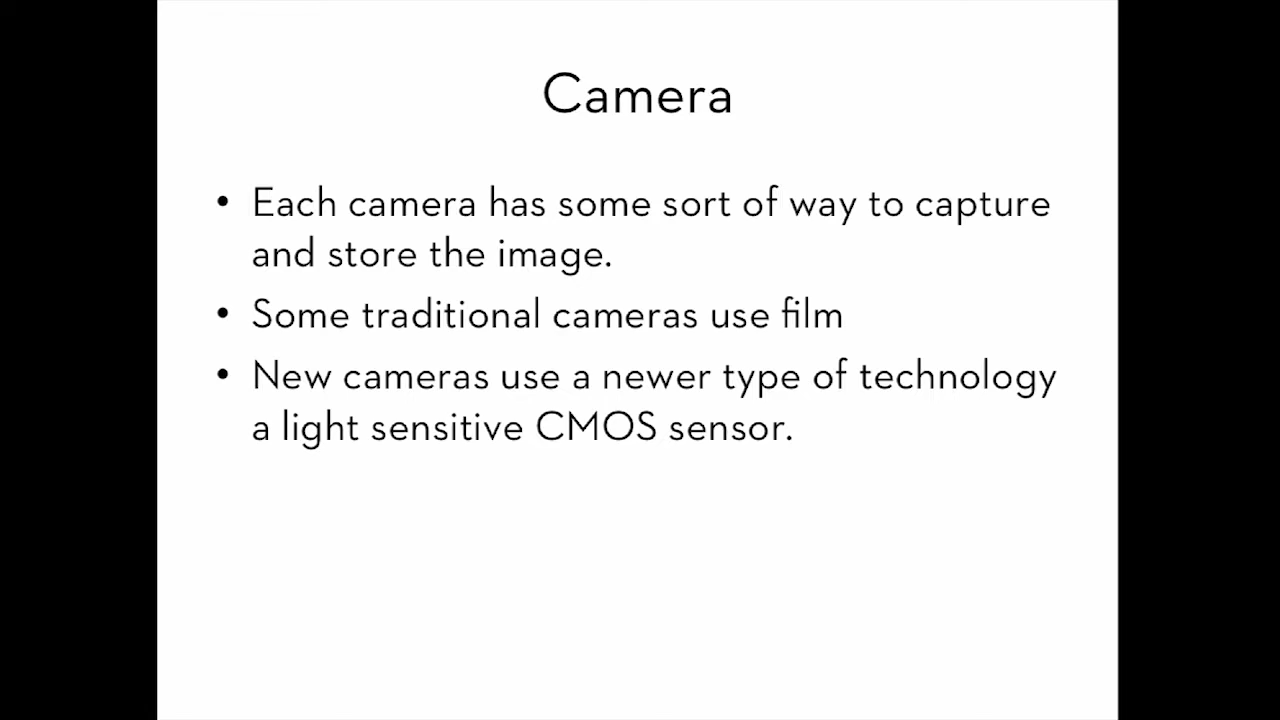 Camera
• Each camera has some sort of way to capture
and store the image.
• Some traditional cameras use film
• New cameras use a newer type of technology
a light sensitive CMOS sensor.